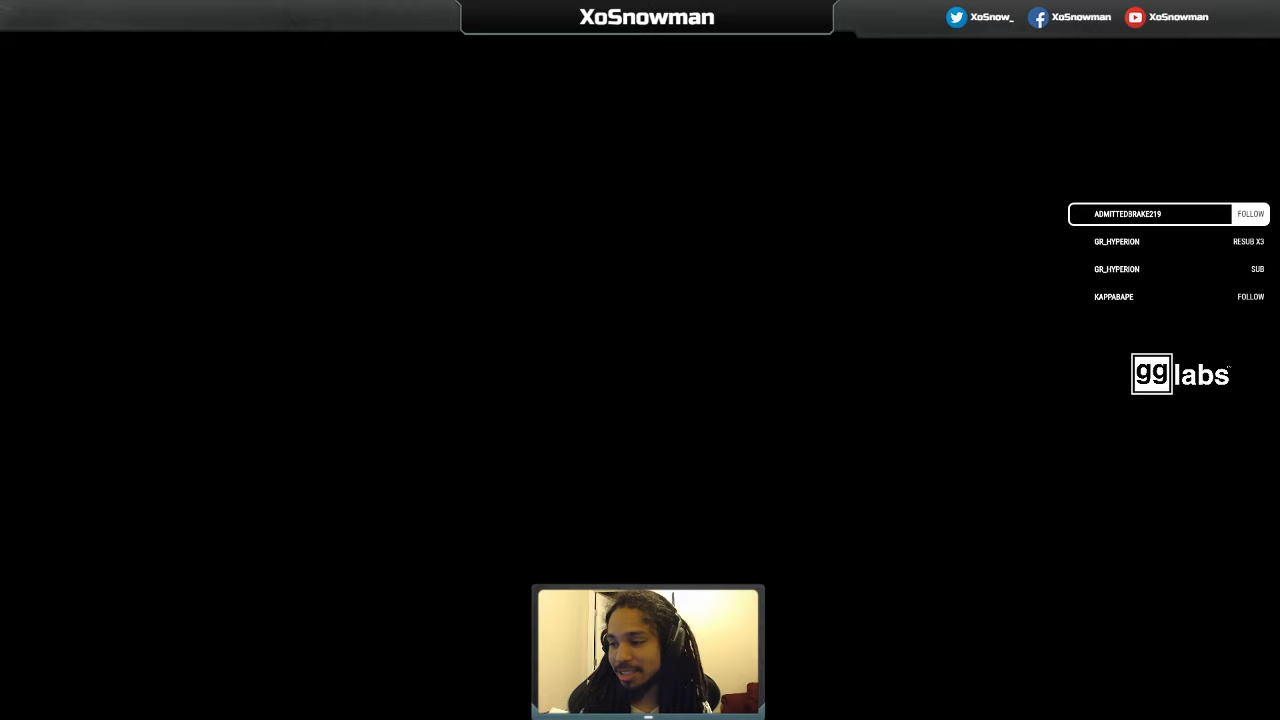 XoSnowman
XoSnow_
XoSnowman
XoSnowman
ADMITTEDBRAKE219 FOLLOW
GR_HYPERION RESUB X3
GR_HYPERION SUB
KAPPABAPE FOLLOW
gg labs